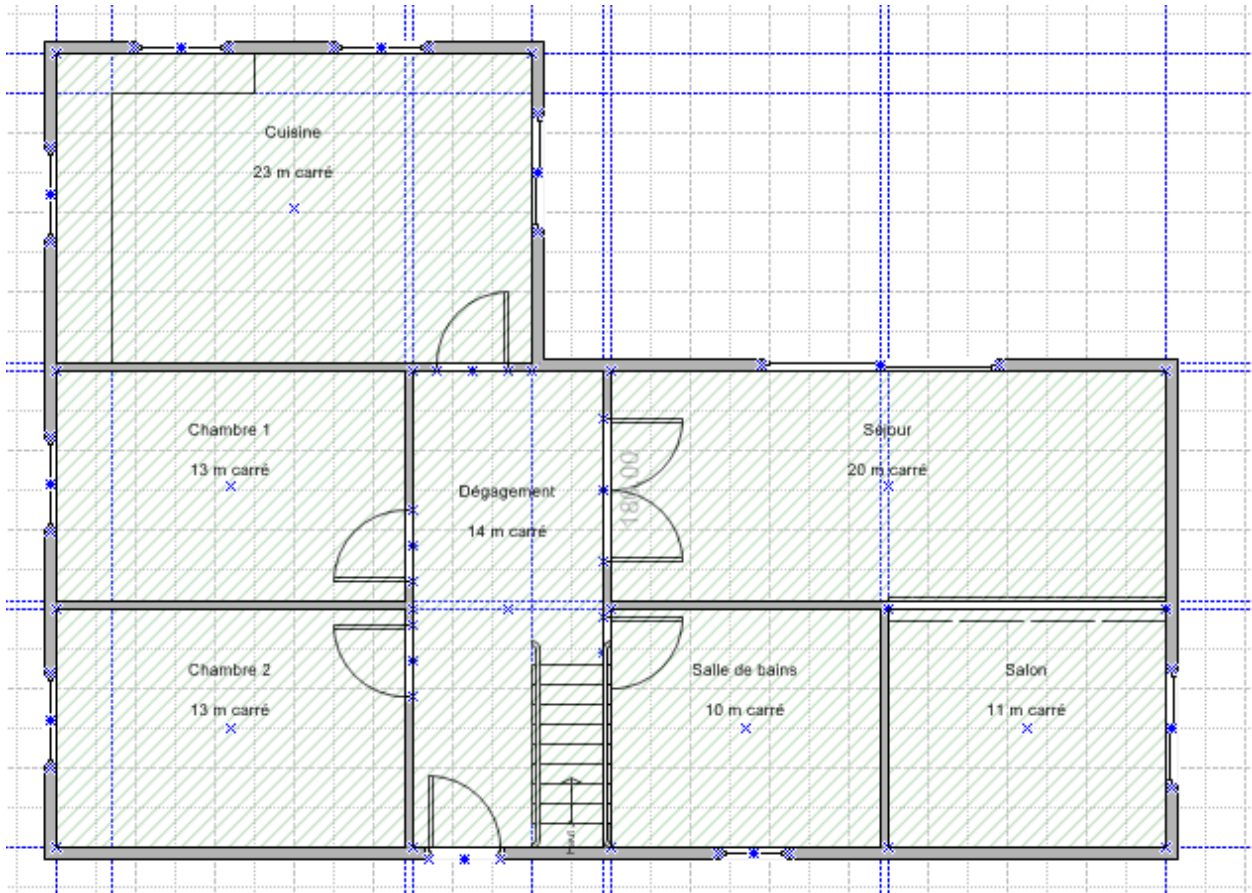 Cuisine
23 m carré
Chambre 1
13 m carré
Séjour
20 m carré
Dégagement
14 m carré
Chambre 2
13 m carré
Salle de bains
10 m carré
Salon
11 m carré